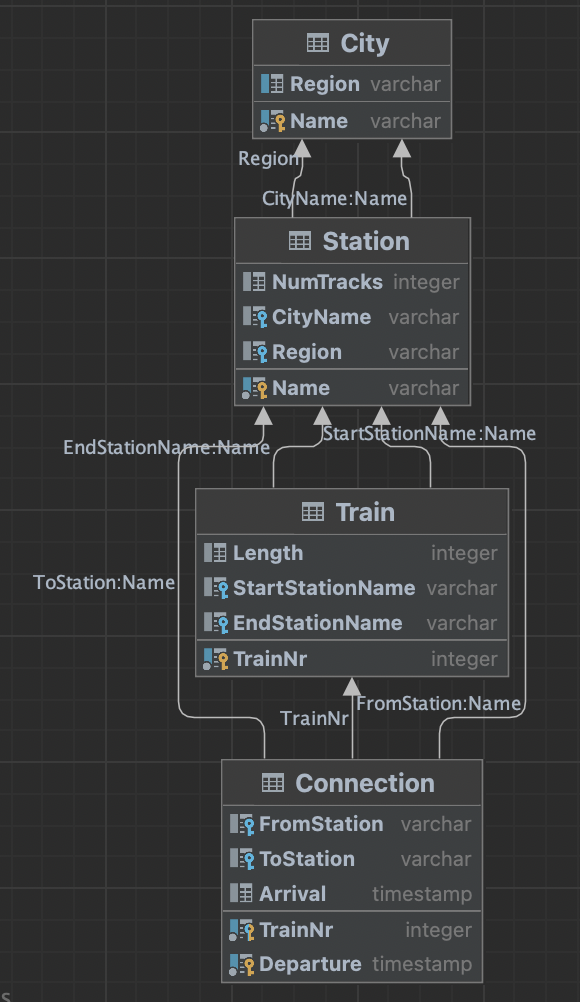 City
Region varchar
Name varchar
Region
CityName:Name
Station
NumTracks integer
CityName varchar
Region varchar
Name varchar
StartStationName:Name
EndStationName:Name
Train
Length integer
ToStation:Name
StartStationName varchar
EndStationName varchar
TrainNr integer
FromStation:Name
TrainNr
Connection
FromStation varchar
ToStation varchar
Arrival timestamp
TrainNr integer
Departure timestamp
s